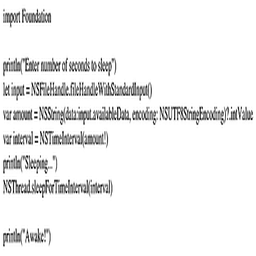 import Foundation
println("Enter number of seconds to sleep")
let input = NSFileHandle.fileHandleWithStandardInput()
var amount = NSString(data:input.availableData, encoding: NSUTF8StringEncoding)?.intValue
var interval = NSTimeInterval(amount!)
println("Sleeping...")
NSThread.sleepForTimeInterval(interval)
println("Awake!")